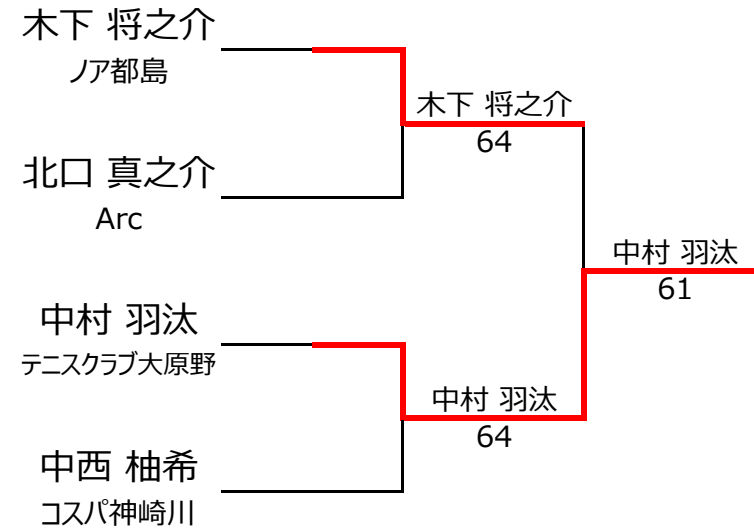 木下 将之介
ノア都島
木下 将之介
64
北口 真之介
Arc
中村 羽汰
61
中村 羽汰
テニスクラブ大原野
中村 羽汰
64
中西 柚希
コスパ神崎川